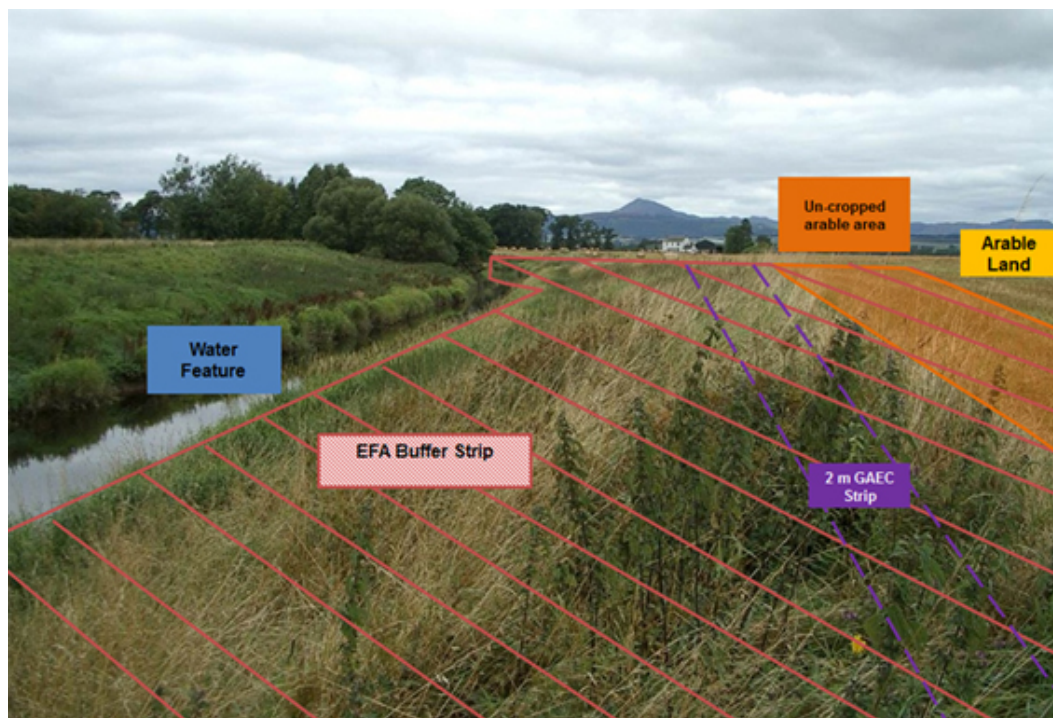 Un-cropped
arable area
Arable
Land
Water
Feature
EFA Buffer Strip
2 m GAEC
Strip